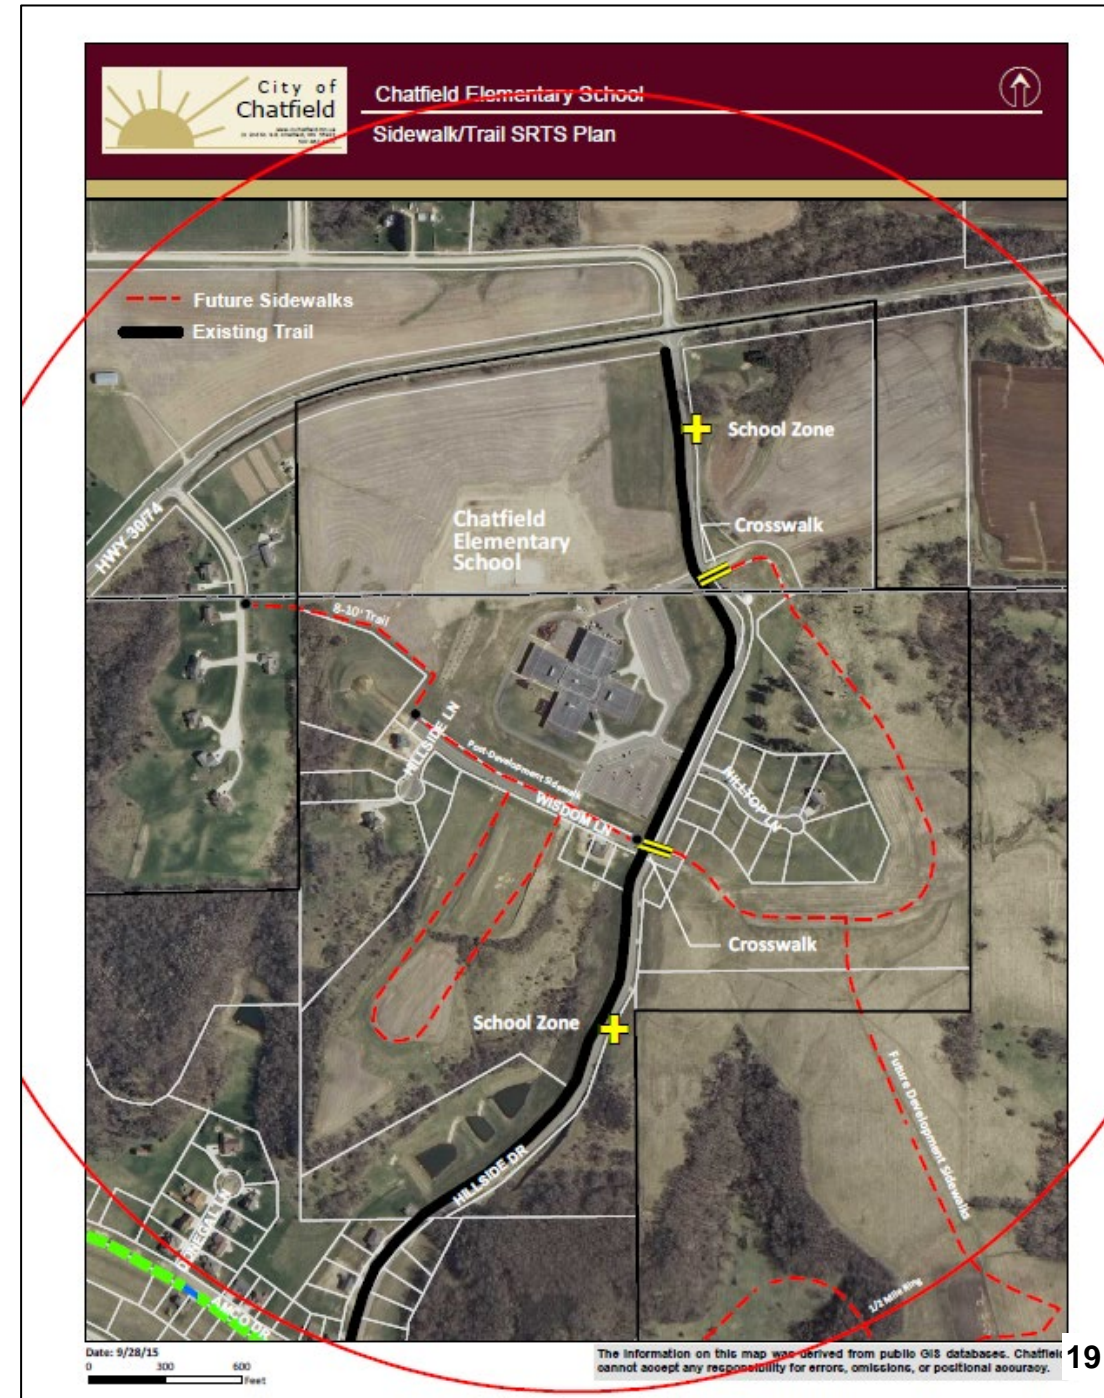 City of
Chatfield
Chatfield Elementary School
Sidewalk/Trail SRTS Plan
Future Sidewalks
Existing Trail
School Zone
HWY 30/74
Chatfield
Elementary
School
Crosswalk
8-10' Trail
HILLSIDE LN
Post-Development Sidewalk
WISDOM LN
HILLTOP LN
Crosswalk
School Zone
Future Development Sidewalks
HILLSIDE DR
DONEGAL LN
AMCO DR
1/2 Mile Ring
Date: 9/28/15
0 300 600
Feet
The information on this map was derived from public GIS databases. Chatfield
cannot accept any responsibility for errors, omissions, or positional accuracy.
19